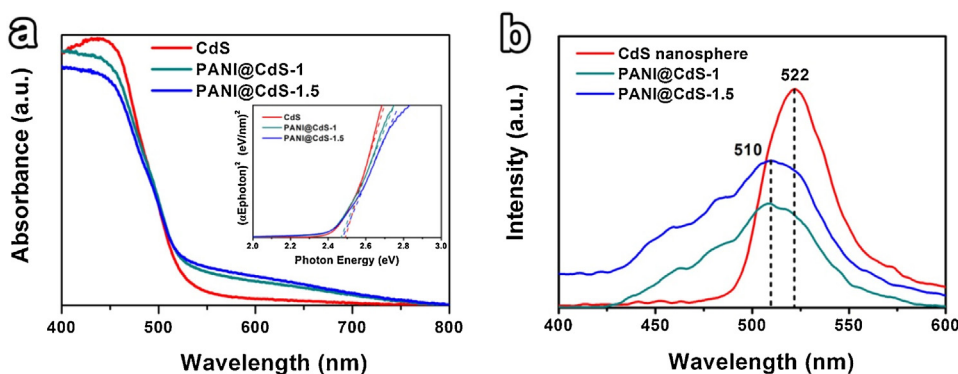 a
Absorbance (a.u.)
CdS
PANI@CdS-1
PANI@CdS-1.5
(αEphoton)² (eV/nm)²
CdS
PANI@CdS-1
PANI@CdS-1.5
2.0 2.2 2.4 2.6 2.8 3.0
Photon Energy (eV)
400 500 600 700 800
Wavelength (nm)
b
Intensity (a.u.)
CdS nanosphere
PANI@CdS-1
PANI@CdS-1.5
522
510
400 450 500 550 600
Wavelength (nm)